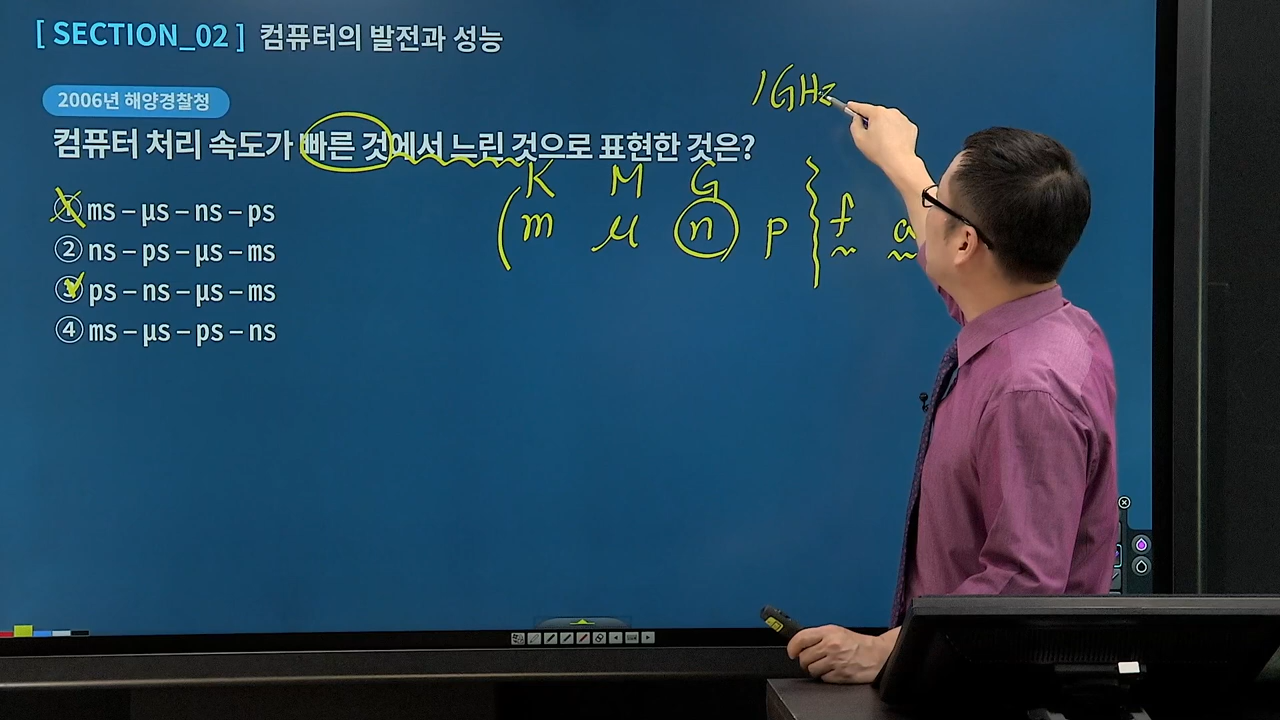 [ SECTION_02 ] 컴퓨터의 발전과 성능
2006년 해양경찰청
컴퓨터 처리 속도가 빠른 것에서 느린 것으로 표현한 것은?
① ms – μs – ns – ps
② ns – ps – μs – ms
③ ps – ns – μs – ms
④ ms – μs – ps – ns
1GHz
K M G
( m μ n p } f a